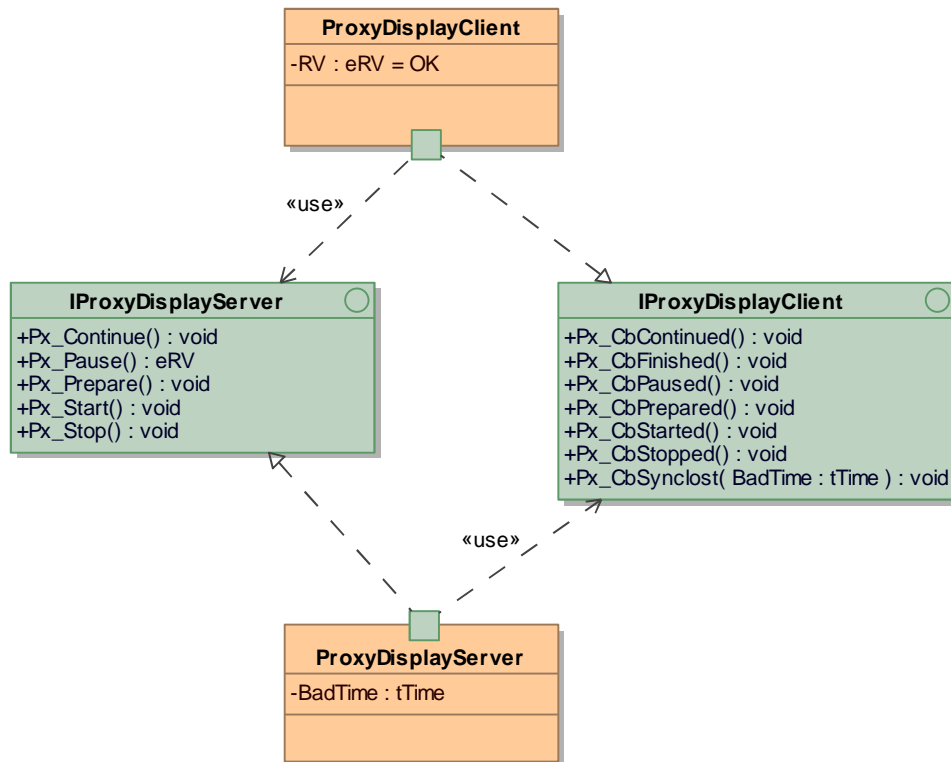 ProxyDisplayClient
-RV : eRV = OK
«use»
IProxyDisplayServer
+Px_Continue() : void
+Px_Pause() : eRV
+Px_Prepare() : void
+Px_Start() : void
+Px_Stop() : void
IProxyDisplayClient
+Px_CbContinued() : void
+Px_CbFinished() : void
+Px_CbPaused() : void
+Px_CbPrepared() : void
+Px_CbStarted() : void
+Px_CbStopped() : void
+Px_CbSynclost( BadTime : tTime ) : void
«use»
ProxyDisplayServer
-BadTime : tTime